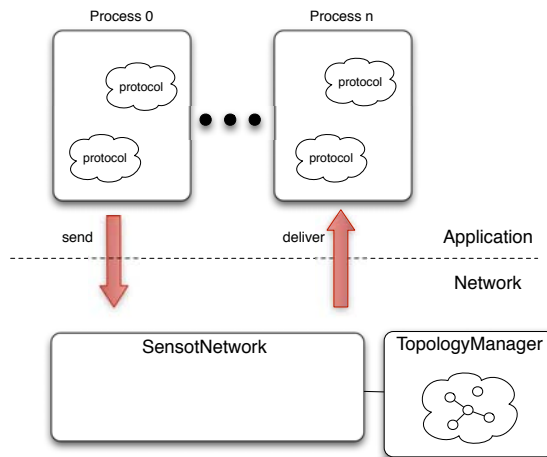 Process 0
Process n
protocol
protocol
protocol
protocol
send
deliver
Application
Network
SensotNetwork
TopologyManager